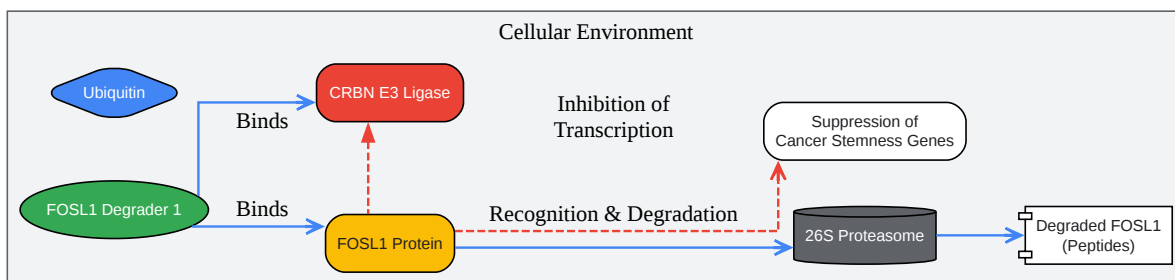 Cellular Environment
Ubiquitin
CRBN E3 Ligase
Binds
Inhibition of
Transcription
Suppression of
Cancer Stemness Genes
FOSL1 Degrader 1
Binds
FOSL1 Protein
Recognition & Degradation
26S Proteasome
Degraded FOSL1
(Peptides)